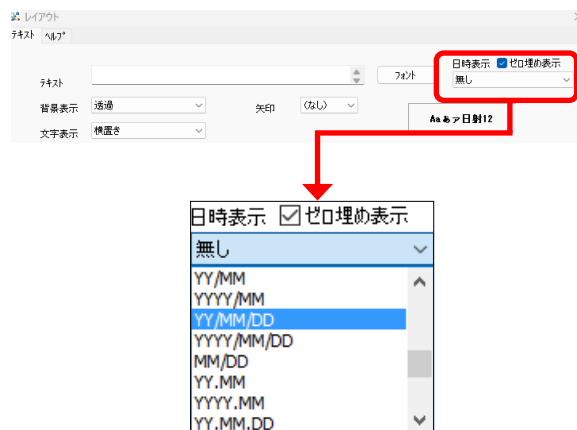 レイアウト
テキスト ヘルプ
日時表示 ゼロ埋め表示
テキスト
フォント
無し
背景表示 透過
矢印 (なし)
文字表示 横置き
Aaあァ日射12
日時表示 ゼロ埋め表示
無し
YY/MM
YYYY/MM
YY/MM/DD
YYYY/MM/DD
MM/DD
YY.MM
YYYY.MM
YY.MM.DD